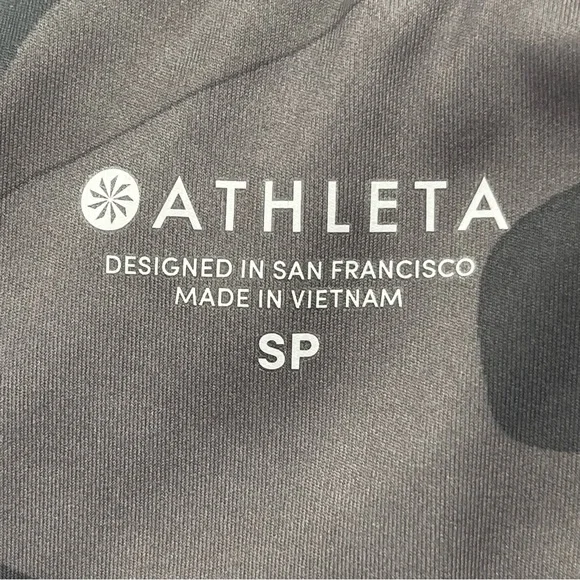 ATHLETA
DESIGNED IN SAN FRANCISCO
MADE IN VIETNAM
SP